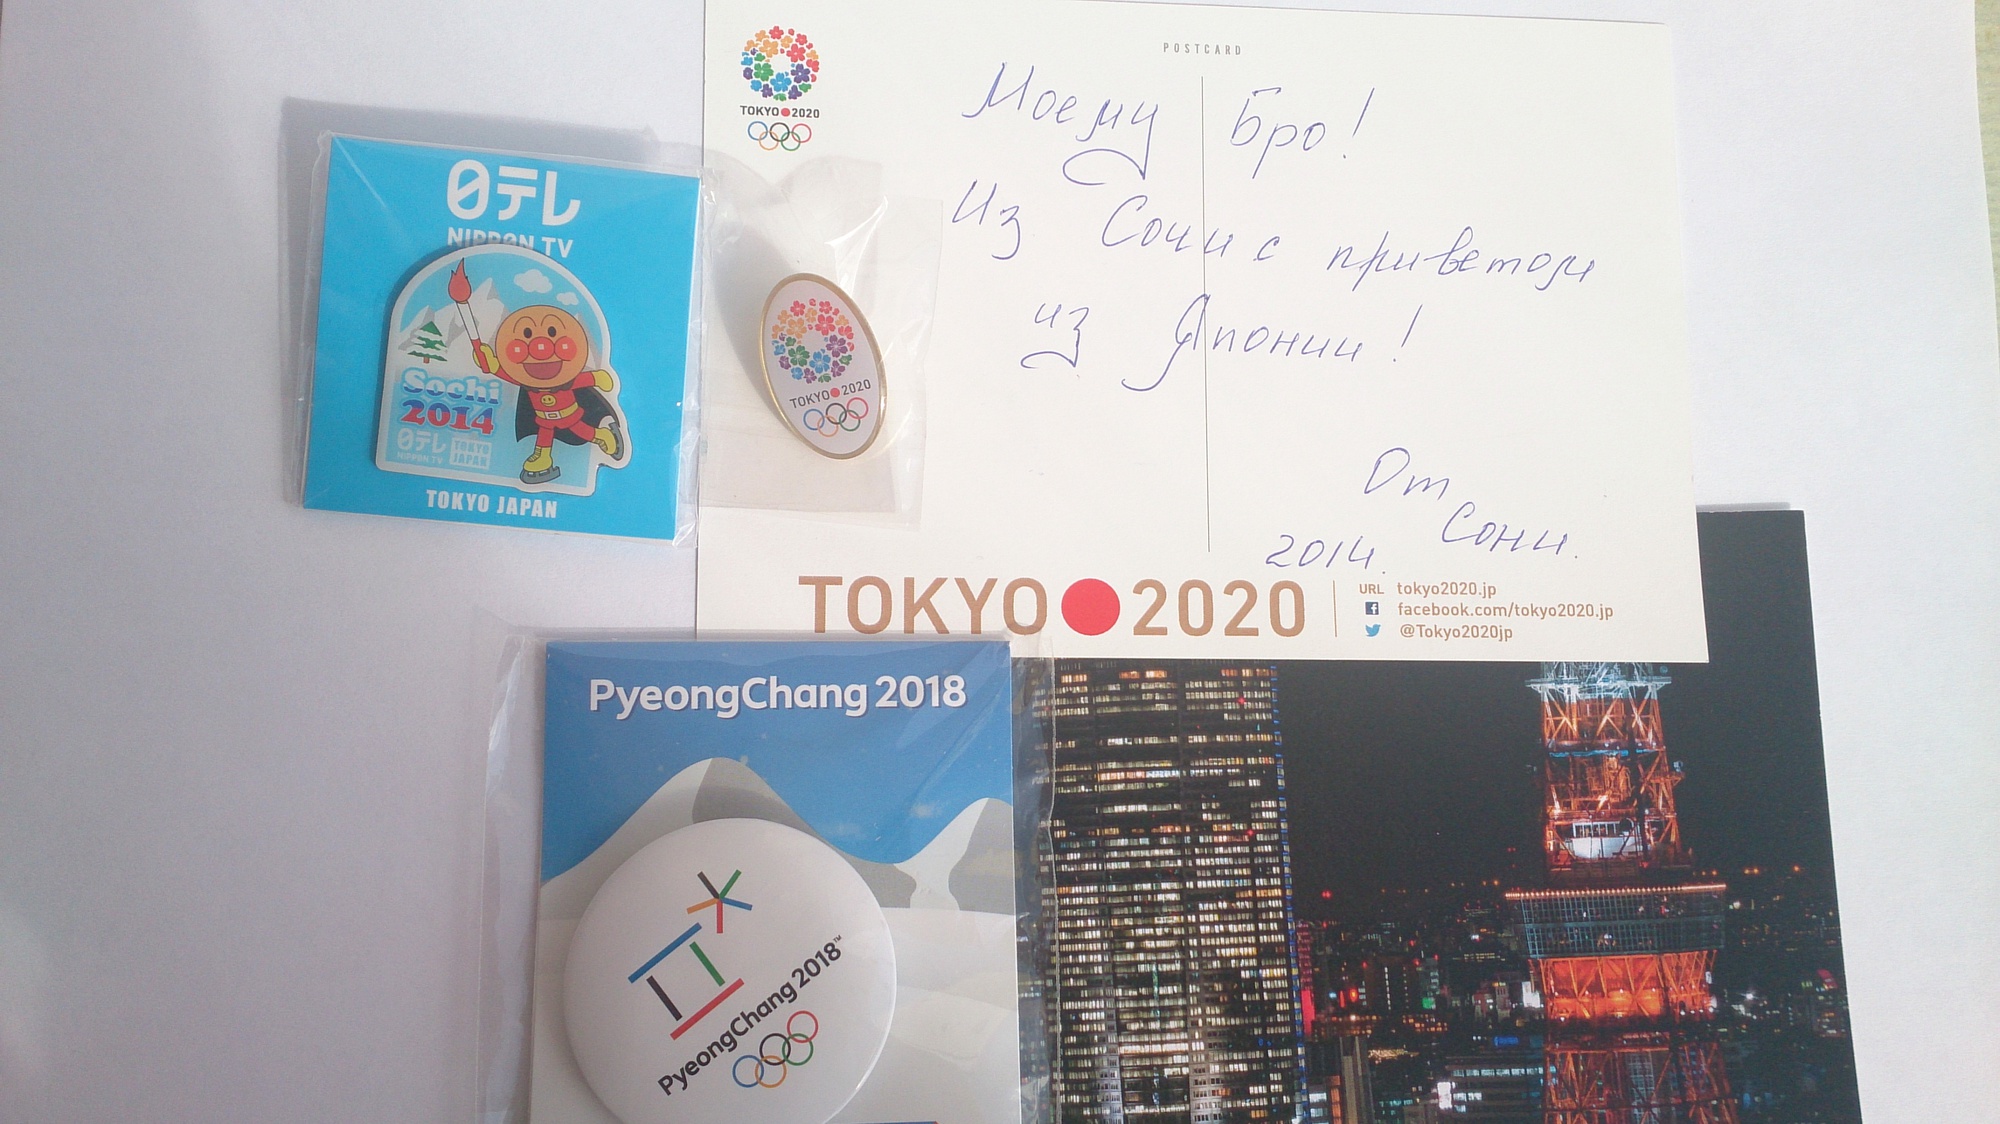 日テレ
NIPPON TV
Sochi
2014
日テレ
NIPPON TV
TOKYO
JAPAN
TOKYO JAPAN
TOKYO 2020
TOKYO 2020
POSTCARD
Моему Бро!
Из Сочи с приветом
из Японии!
От
Сони.
2014.
TOKYO 2020
URL tokyo2020.jp
facebook.com/tokyo2020.jp
@Tokyo2020jp
PyeongChang 2018
PyeongChang 2018™